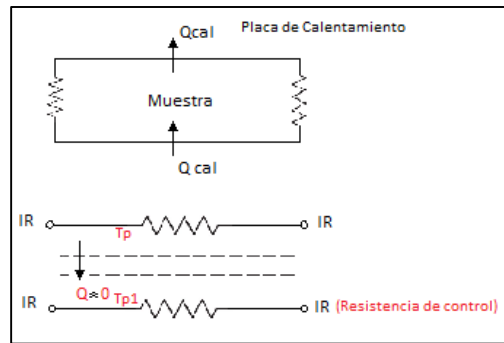 Qcal
Placa de Calentamiento
Muestra
Q cal
IR
Tp
IR
Q≈0 Tp1
IR
IR (Resistencia de control)